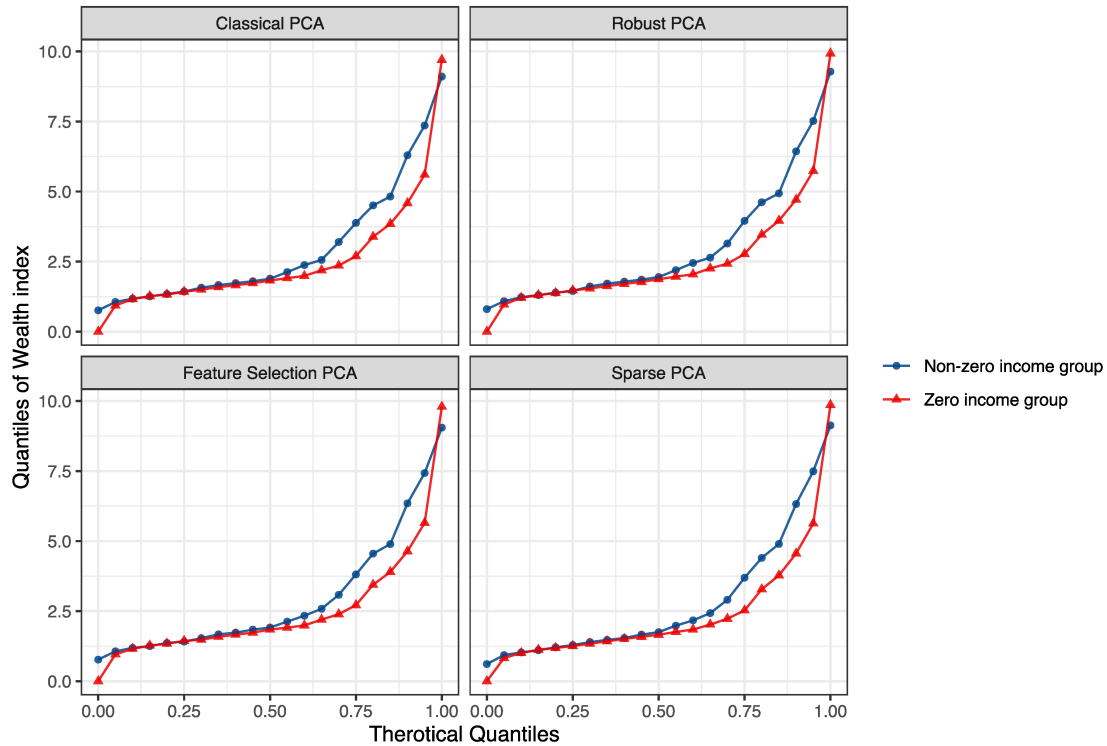 Classical PCA
Robust PCA
10.0
7.5
5.0
2.5
0.0
Feature Selection PCA
Sparse PCA
10.0
7.5
5.0
2.5
0.0
0.00 0.25 0.50 0.75 1.00
0.00 0.25 0.50 0.75 1.00
Therotical Quantiles
Quantiles of Wealth index
Non-zero income group
Zero income group